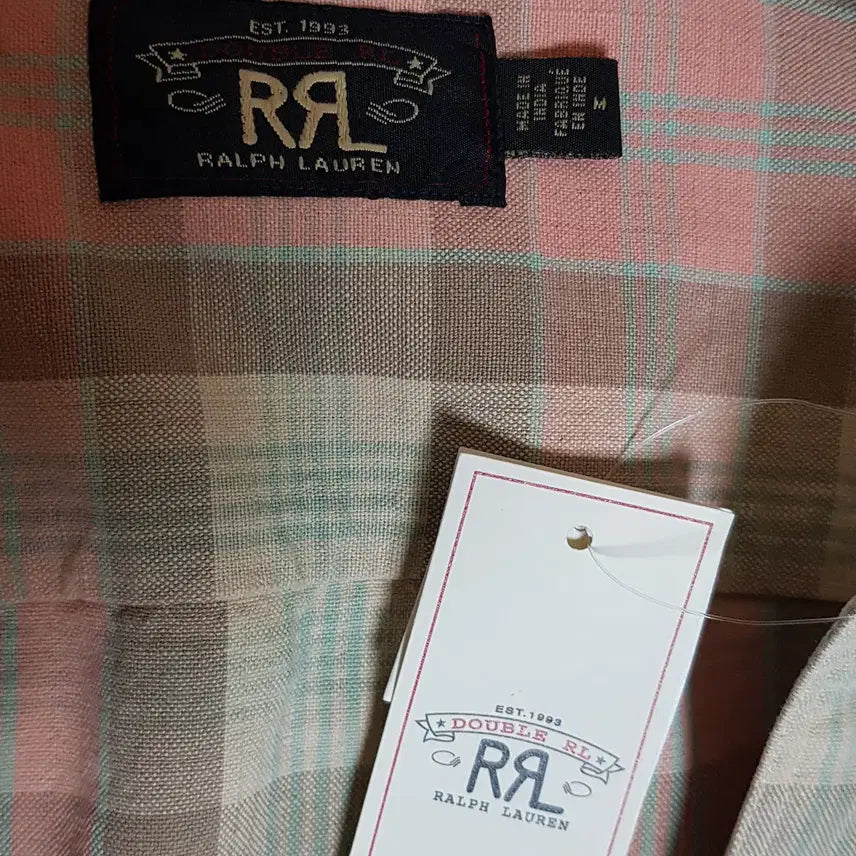 EST. 1993
DOUBLE RL
RRL
RALPH LAUREN
MADE IN
INDIA
FABRIQUÉ
EN INDE
M
EST. 1993
DOUBLE RL
RRL
RALPH LAUREN